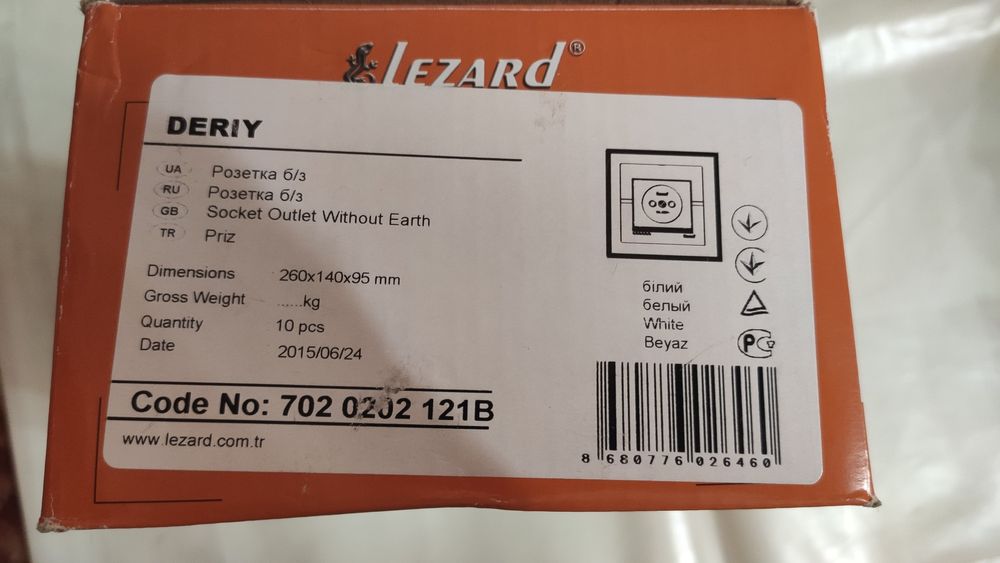 LEZARD®
DERIY
UA Розетка б/з
RU Розетка б/з
GB Socket Outlet Without Earth
TR Priz
Dimensions 260x140x95 mm
Gross Weight ......kg
Quantity 10 pcs
Date 2015/06/24
білий
белый
White
Beyaz
Code No: 702 0202 121B
www.lezard.com.tr
8 680776 026460